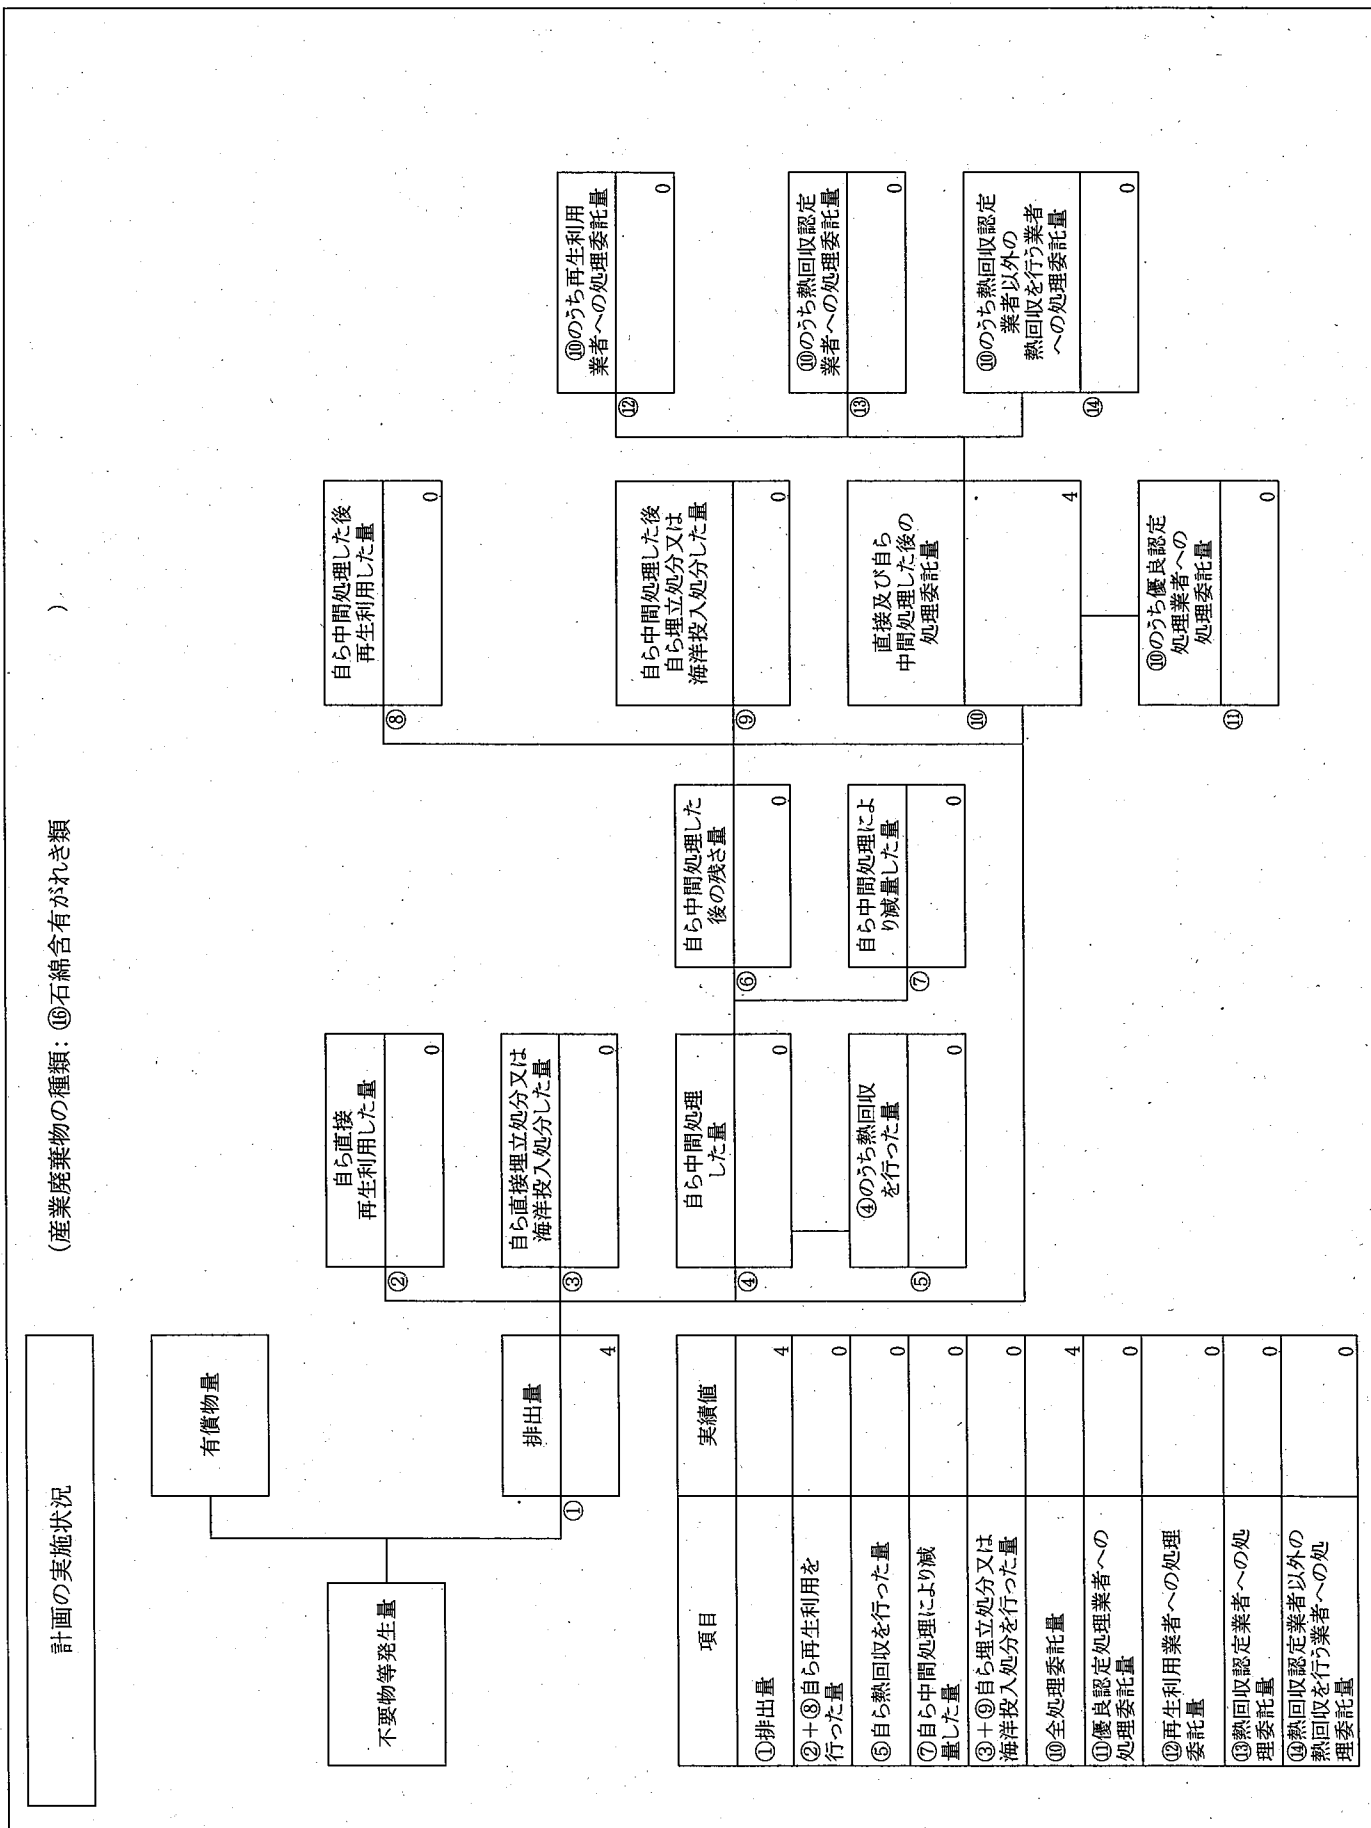 計画の実施状況
(産業廃棄物の種類：⑯石綿含有がれき類
)
不要物等発生量
有償物量
排出量
①
4
自ら直接
再生利用した量
②
0
自ら直接埋立処分又は
海洋投入処分した量
③
0
自ら中間処理
した量
④
0
④のうち熱回収
を行った量
⑤
0
自ら中間処理した
後の残さ量
⑥
0
自ら中間処理によ
り減量した量
⑦
0
自ら中間処理した後
再生利用した量
⑧
0
自ら中間処理した後
自ら埋立処分又は
海洋投入処分した量
⑨
0
直接及び自ら
中間処理した後の
処理委託量
⑩
4
⑩のうち優良認定
処理業者への
処理委託量
⑪
0
⑩のうち再生利用
業者への処理委託量
⑫
0
⑩のうち熱回収認定
業者への処理委託量
⑬
0
⑩のうち熱回収認定
業者以外の
熱回収を行う業者
への処理委託量
⑭
0
項目 実績値
①排出量 4
②+⑧自ら再生利用を
行った量 0
⑤自ら熱回収を行った量 0
⑦自ら中間処理により減
量した量 0
③+⑨自ら埋立処分又は
海洋投入処分を行った量 0
⑩全処理委託量 4
⑪優良認定処理業者への
処理委託量 0
⑫再生利用業者への処理
委託量 0
⑬熱回収認定業者への処
理委託量 0
⑭熱回収認定業者以外の
熱回収を行う業者への処
理委託量 0